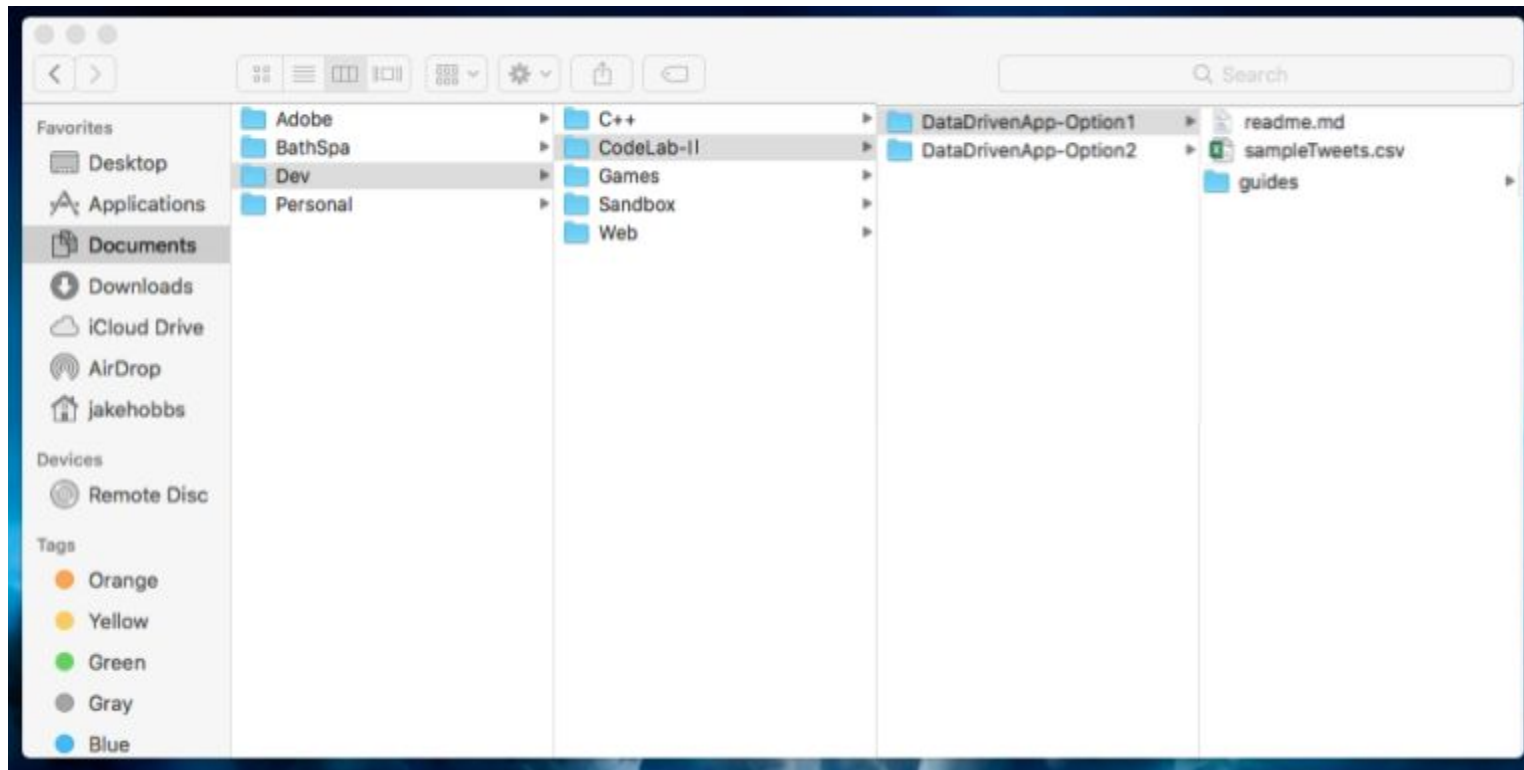 Search
Favorites
Desktop
Applications
Documents
Downloads
iCloud Drive
AirDrop
jakehobbs
Devices
Remote Disc
Tags
Orange
Yellow
Green
Gray
Blue
Adobe
BathSpa
Dev
Personal
C++
CodeLab-II
Games
Sandbox
Web
DataDrivenApp-Option1
DataDrivenApp-Option2
readme.md
sampleTweets.csv
guides